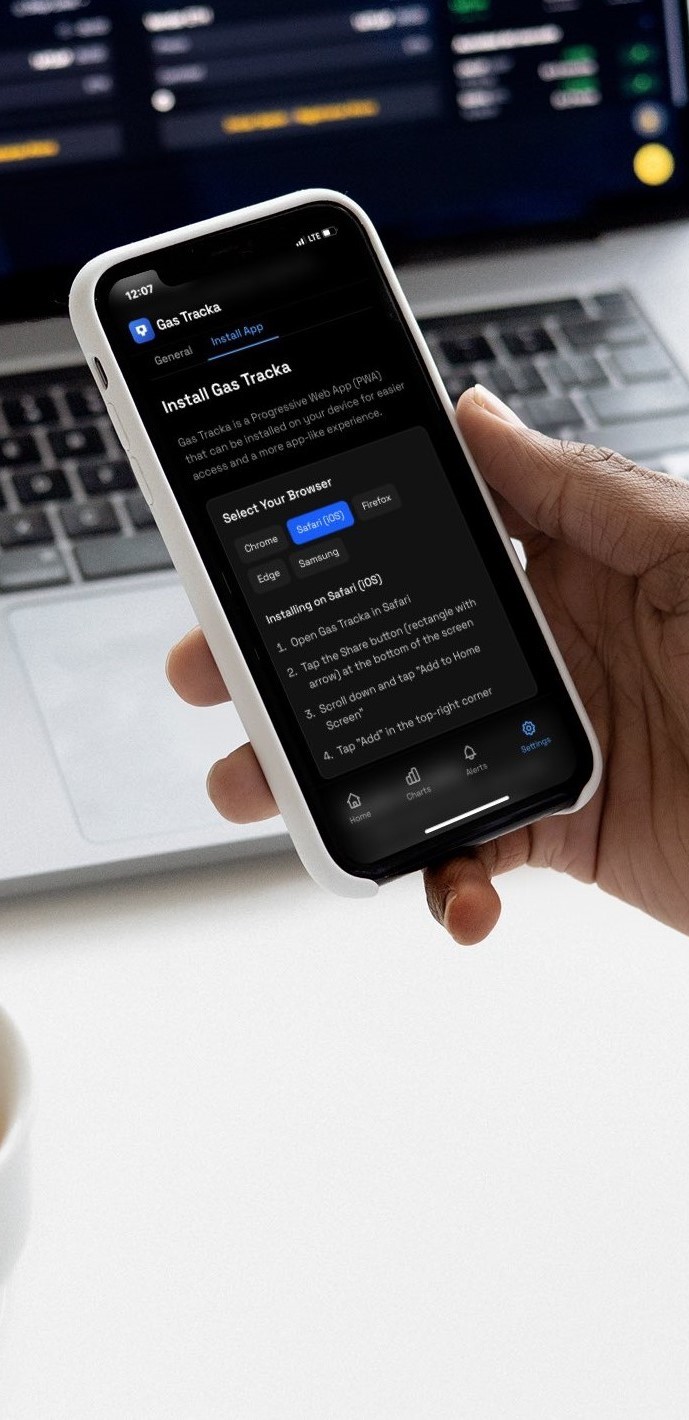 12:07
LTE
Gas Tracka
General Install App
Install Gas Tracka
Gas Tracka is a Progressive Web App (PWA)
that can be installed on your device for easier
access and a more app-like experience.
Select Your Browser
Chrome Safari (iOS) Firefox
Edge Samsung
Installing on Safari (iOS)
1. Open Gas Tracka in Safari
2. Tap the Share button (rectangle with
arrow) at the bottom of the screen
3. Scroll down and tap "Add to Home
Screen"
4. Tap "Add" in the top-right corner
Home Charts Alerts Settings